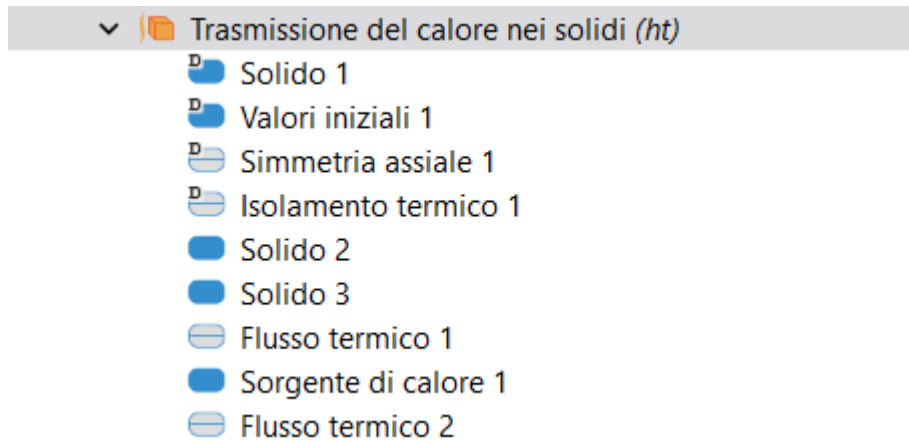 Trasmissione del calore nei solidi (ht)
D Solido 1
D Valori iniziali 1
D Simmetria assiale 1
D Isolamento termico 1
Solido 2
Solido 3
Flusso termico 1
Sorgente di calore 1
Flusso termico 2